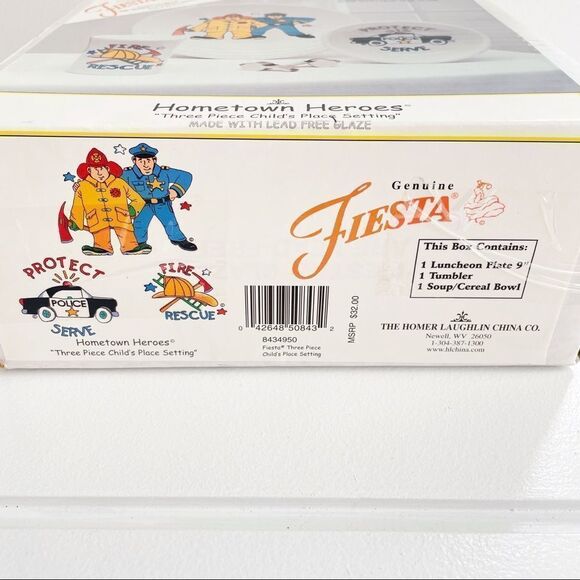 FIESTA
FIRE
RESCUE
PROTECT
SERVE
Hometown Heroes©
"Three Piece Child's Place Setting"
MADE WITH LEAD FREE GLAZE
Genuine
FIESTA®
This Box Contains:
1 Luncheon Plate 9"
1 Tumbler
1 Soup/Cereal Bowl
PROTECT
POLICE
SERVE
FIRE
RESCUE
Hometown Heroes©
"Three Piece Child's Place Setting"
0 42648 50843 2
8434950
Fiesta® Three Piece
Child's Place Setting
MSRP $32.00
THE HOMER LAUGHLIN CHINA CO.
Newell, WV 26050
1-304-387-1300
www.hlchina.com